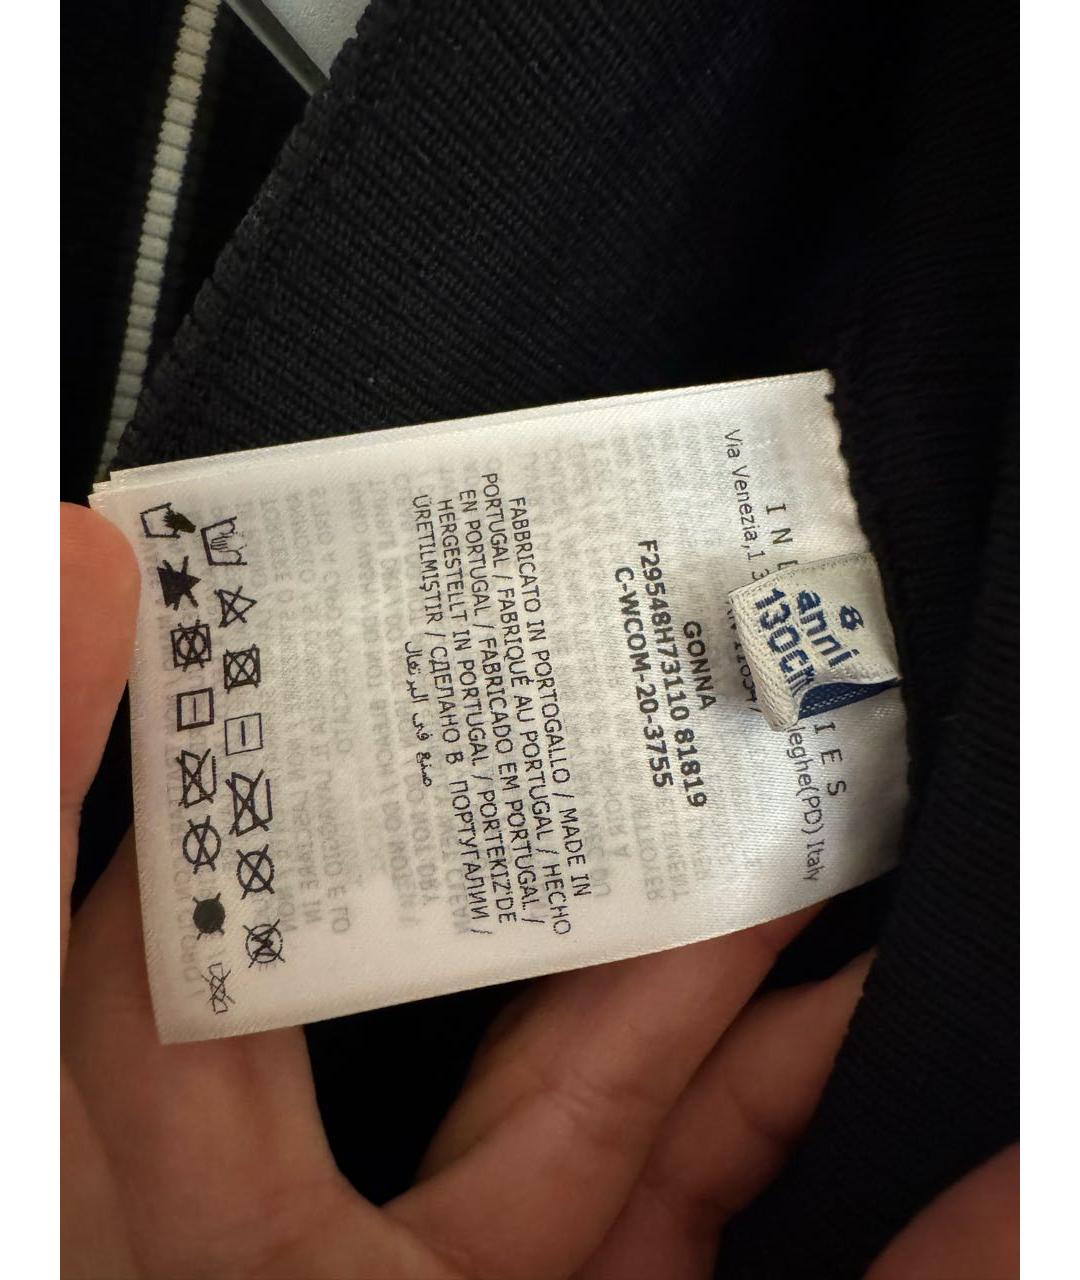 I N D
I E S
Via Venezia,1 3
leghe(PD) Italy
8
anni
130cm
GONNA
F29548H73110 81819
C-WCOM-20-3755
FABBRICATO IN PORTOGALLO / MADE IN
PORTUGAL / FABRIQUÉ AU PORTUGAL / HECHO
EN PORTUGAL / FABRICADO EM PORTUGAL /
HERGESTELLT IN PORTUGAL / PORTEKIZ'DE
ÜRETILMIŞTIR / СДЕЛАНО В ПОРТУГАЛИИ /
صنع في البرتغال